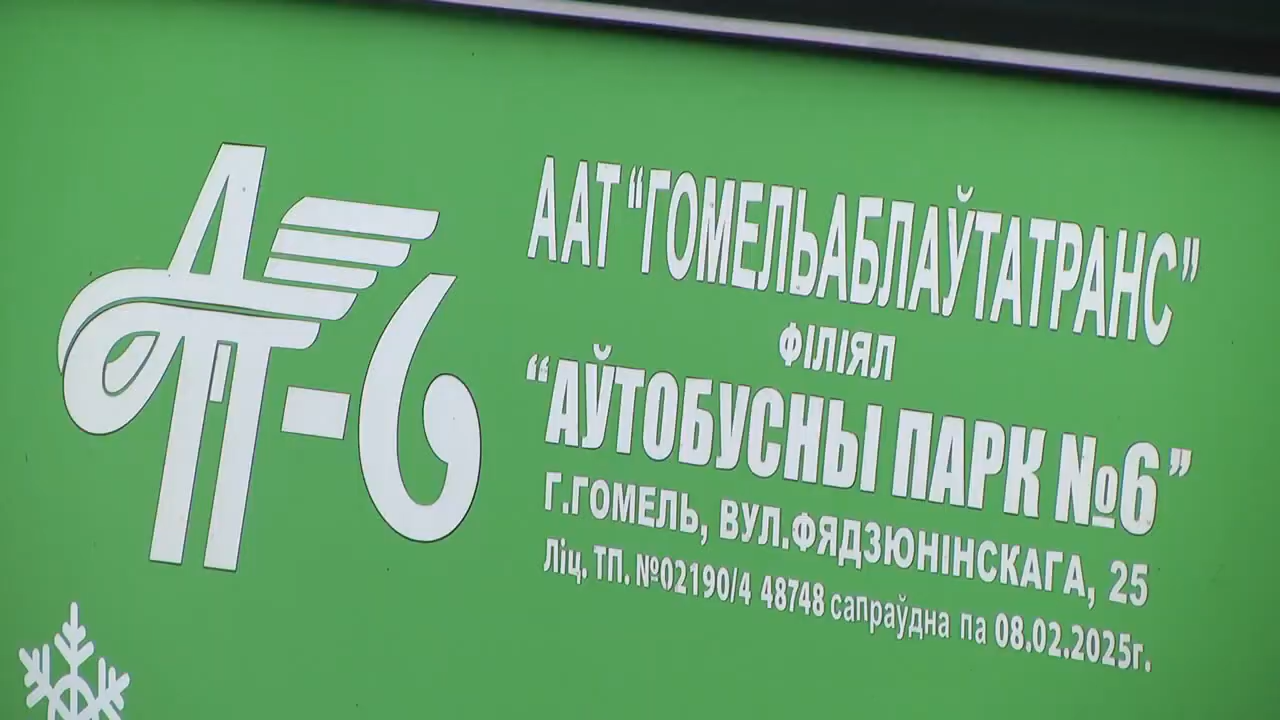 АП-6
ААТ “ГОМЕЛЬАБЛАЎТАТРАНС”
ФІЛІЯЛ
“АЎТОБУСНЫ ПАРК №6”
Г.ГОМЕЛЬ, ВУЛ.ФЯДЗЮНІНСКАГА, 25
Ліц. ТП. №02190/4 48748 сапраўдна па 08.02.2025г.